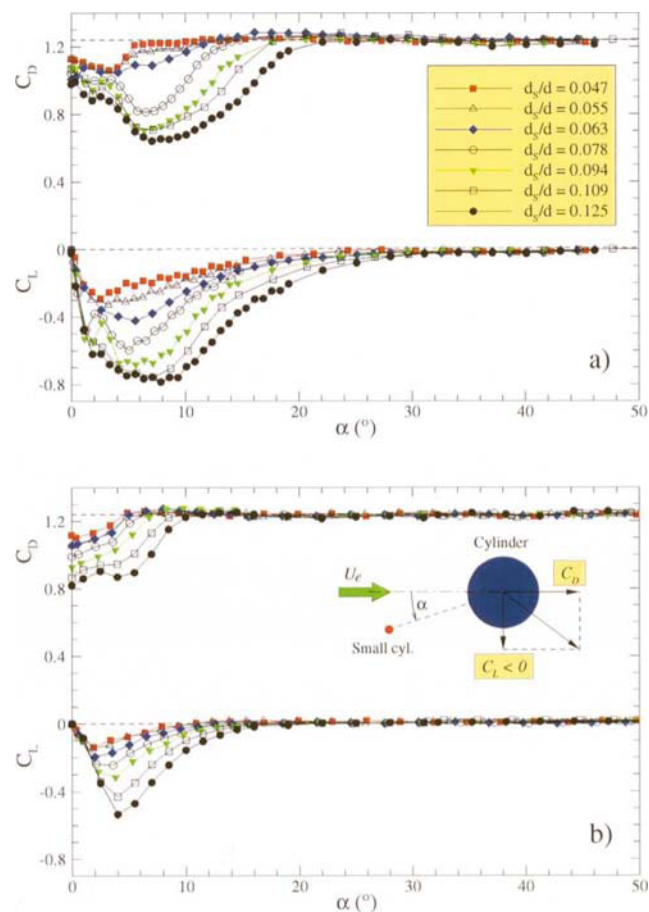 1.2
C_D
0.8
0.4
d_s/d = 0.047
d_s/d = 0.055
d_s/d = 0.063
d_s/d = 0.078
d_s/d = 0.094
d_s/d = 0.109
d_s/d = 0.125
0
C_L
-0.4
-0.8
a)
0 10 20 30 40 50
α (°)
1.2
C_D
0.8
0.4
Cylinder
U_e
C_D
α
Small cyl.
C_L < 0
0
C_L
-0.4
-0.8
b)
0 10 20 30 40 50
α (°)